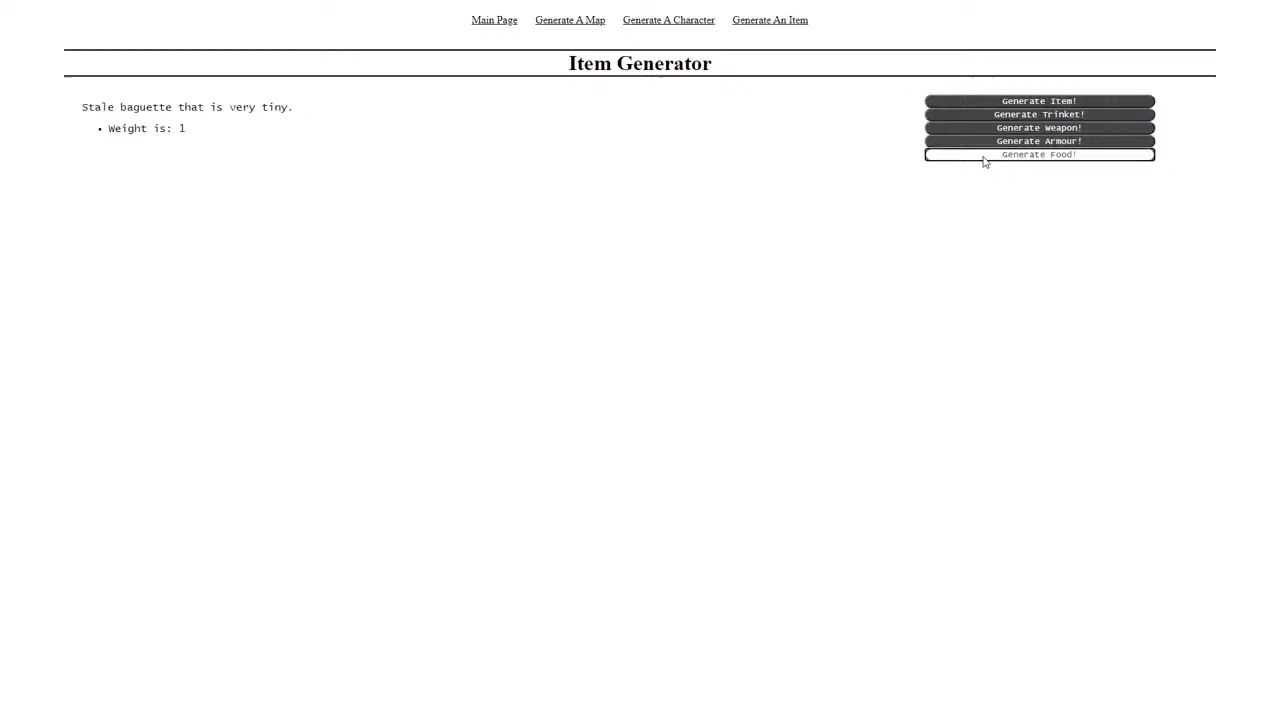 Main Page Generate A Map Generate A Character Generate An Item
Item Generator
Stale baguette that is very tiny.
• Weight is: 1
Generate Item!
Generate Trinket!
Generate Weapon!
Generate Armour!
Generate Food!